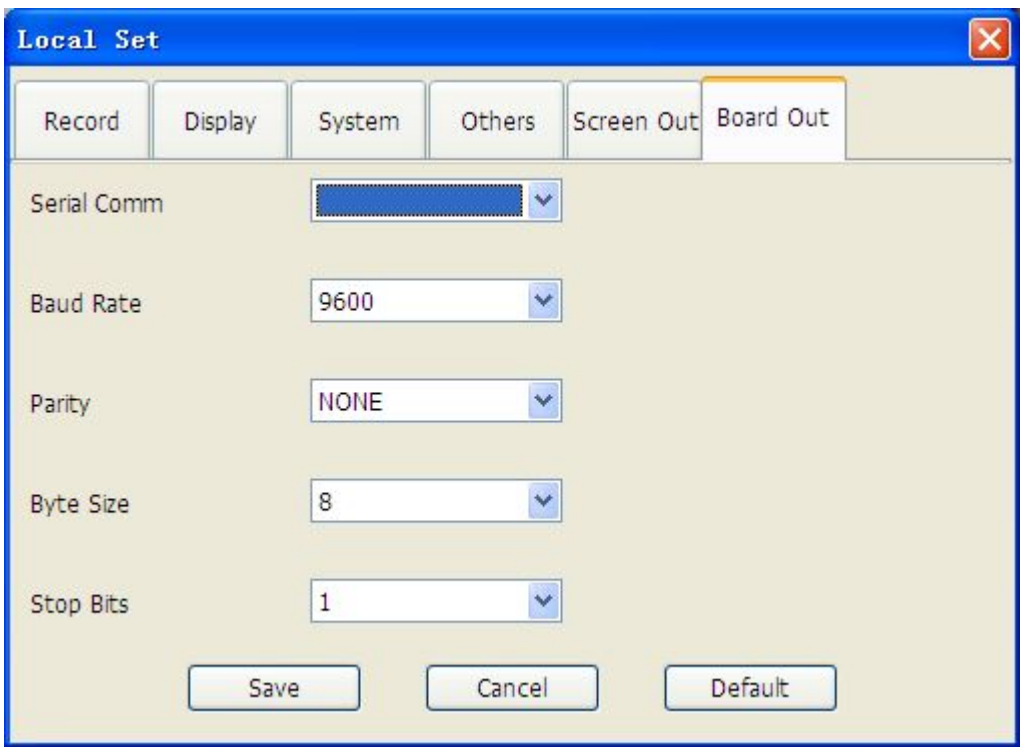 Local Set
Record Display System Others Screen Out Board Out
Serial Comm
Baud Rate 9600
Parity NONE
Byte Size 8
Stop Bits 1
Save Cancel Default